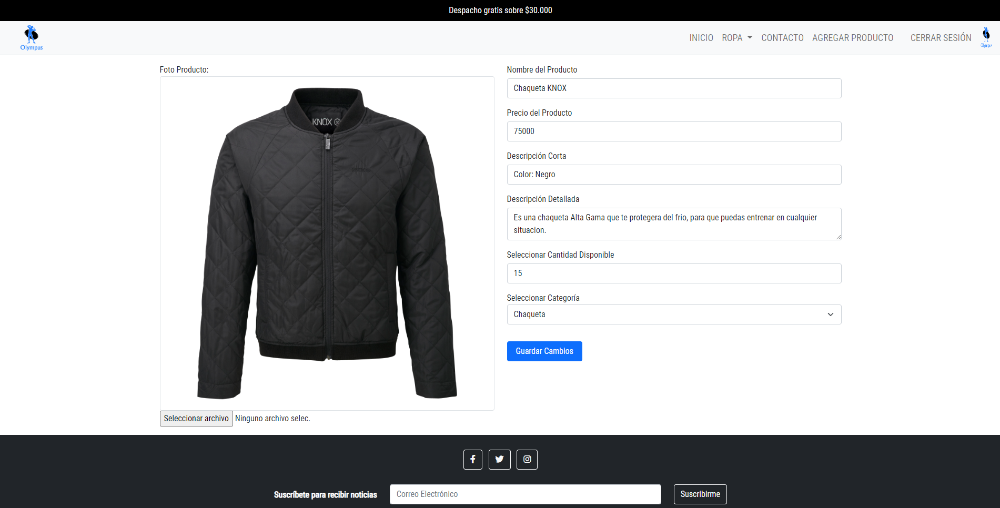 Despacho gratis sobre $30.000
Olympus
INICIO ROPA CONTACTO AGREGAR PRODUCTO CERRAR SESIÓN
Olympus
Foto Producto:
KNOX
Seleccionar archivo Ninguno archivo selec.
Nombre del Producto
Chaqueta KNOX
Precio del Producto
75000
Descripción Corta
Color: Negro
Descripción Detallada
Es una chaqueta Alta Gama que te protegera del frio, para que puedas entrenar en cualquier
situacion.
Seleccionar Cantidad Disponible
15
Seleccionar Categoría
Chaqueta
Guardar Cambios
Suscríbete para recibir noticias Correo Electrónico Suscribirme